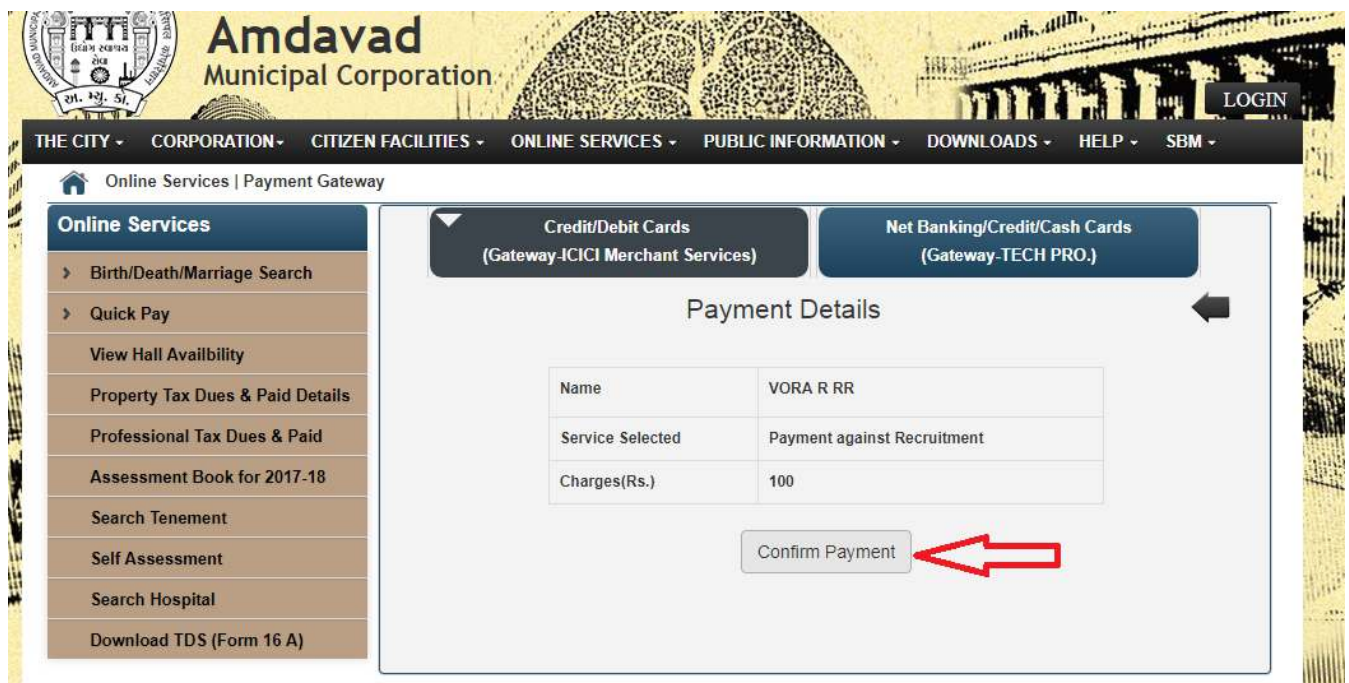 Amdavad
Municipal Corporation
અ. મ્યુ. કો.
LOGIN
THE CITY CORPORATION CITIZEN FACILITIES ONLINE SERVICES PUBLIC INFORMATION DOWNLOADS HELP SBM
Online Services | Payment Gateway
Online Services
Birth/Death/Marriage Search
Quick Pay
View Hall Availbility
Property Tax Dues & Paid Details
Professional Tax Dues & Paid
Assessment Book for 2017-18
Search Tenement
Self Assessment
Search Hospital
Download TDS (Form 16 A)
Credit/Debit Cards
(Gateway-ICICI Merchant Services)
Net Banking/Credit/Cash Cards
(Gateway-TECH PRO.)
Payment Details
Name VORA R RR
Service Selected Payment against Recruitment
Charges(Rs.) 100
Confirm Payment